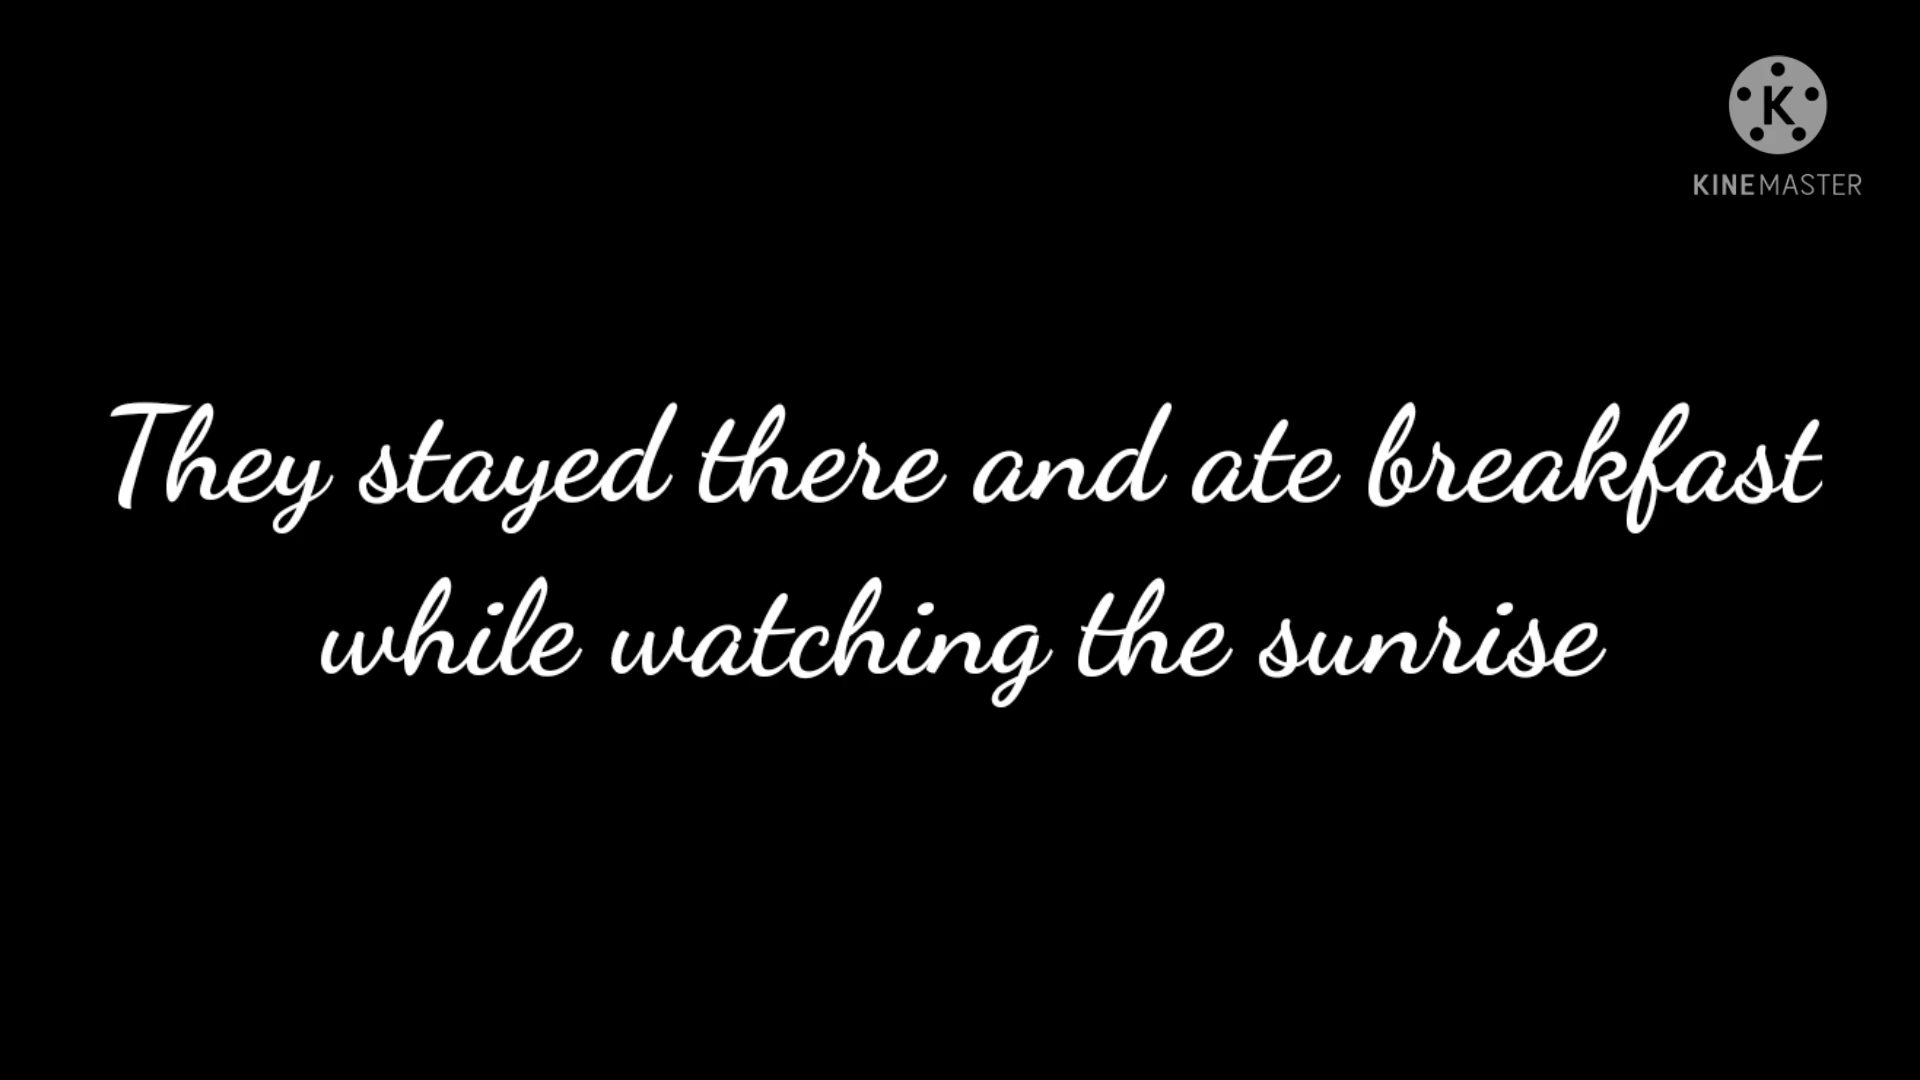 K
KINEMASTER
They stayed there and ate breakfast
while watching the sunrise